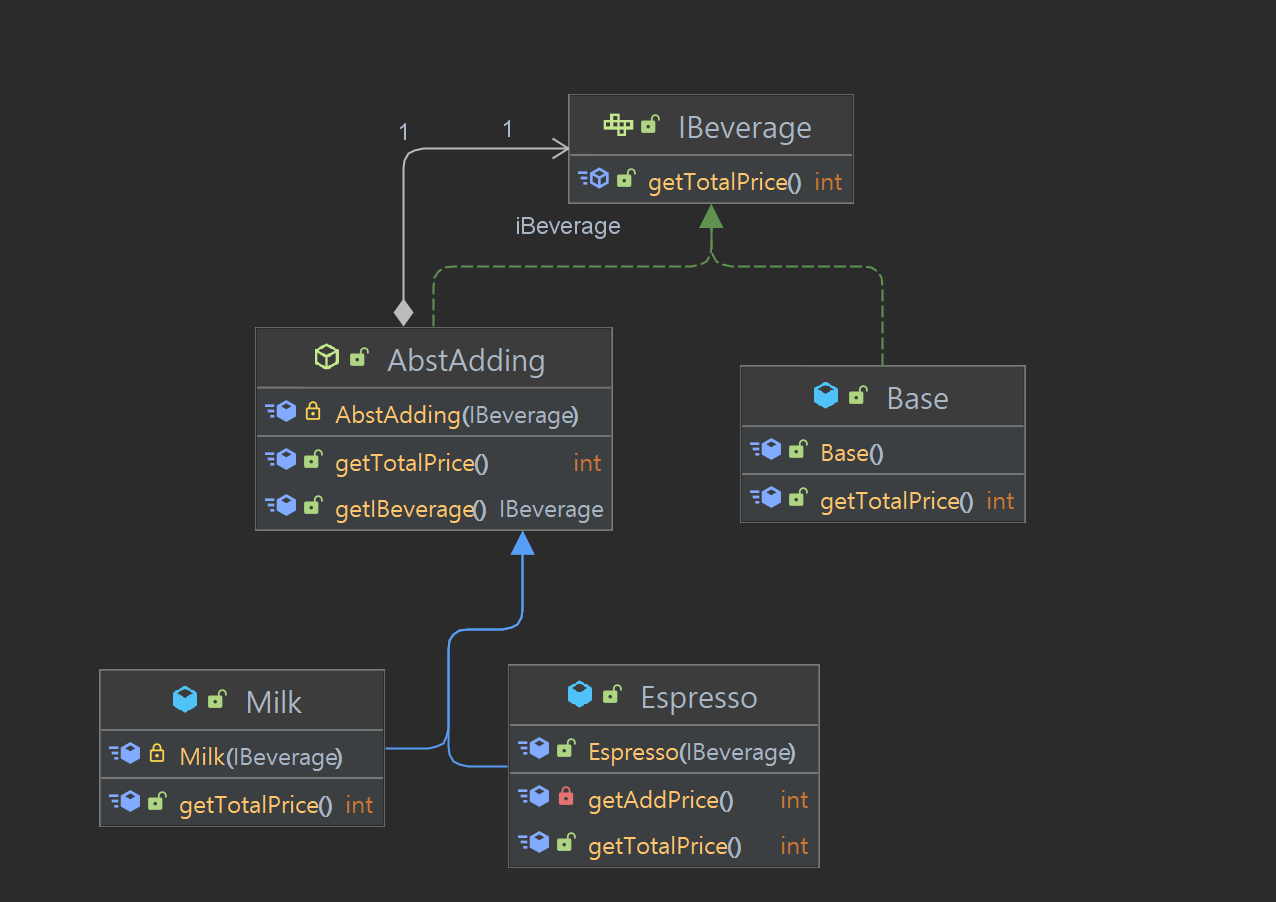 1
1
IBeverage
getTotalPrice() int
iBeverage
AbstAdding
AbstAdding(IBeverage)
getTotalPrice() int
getIBeverage() IBeverage
Base
Base()
getTotalPrice() int
Milk
Milk(IBeverage)
getTotalPrice() int
Espresso
Espresso(IBeverage)
getAddPrice() int
getTotalPrice() int